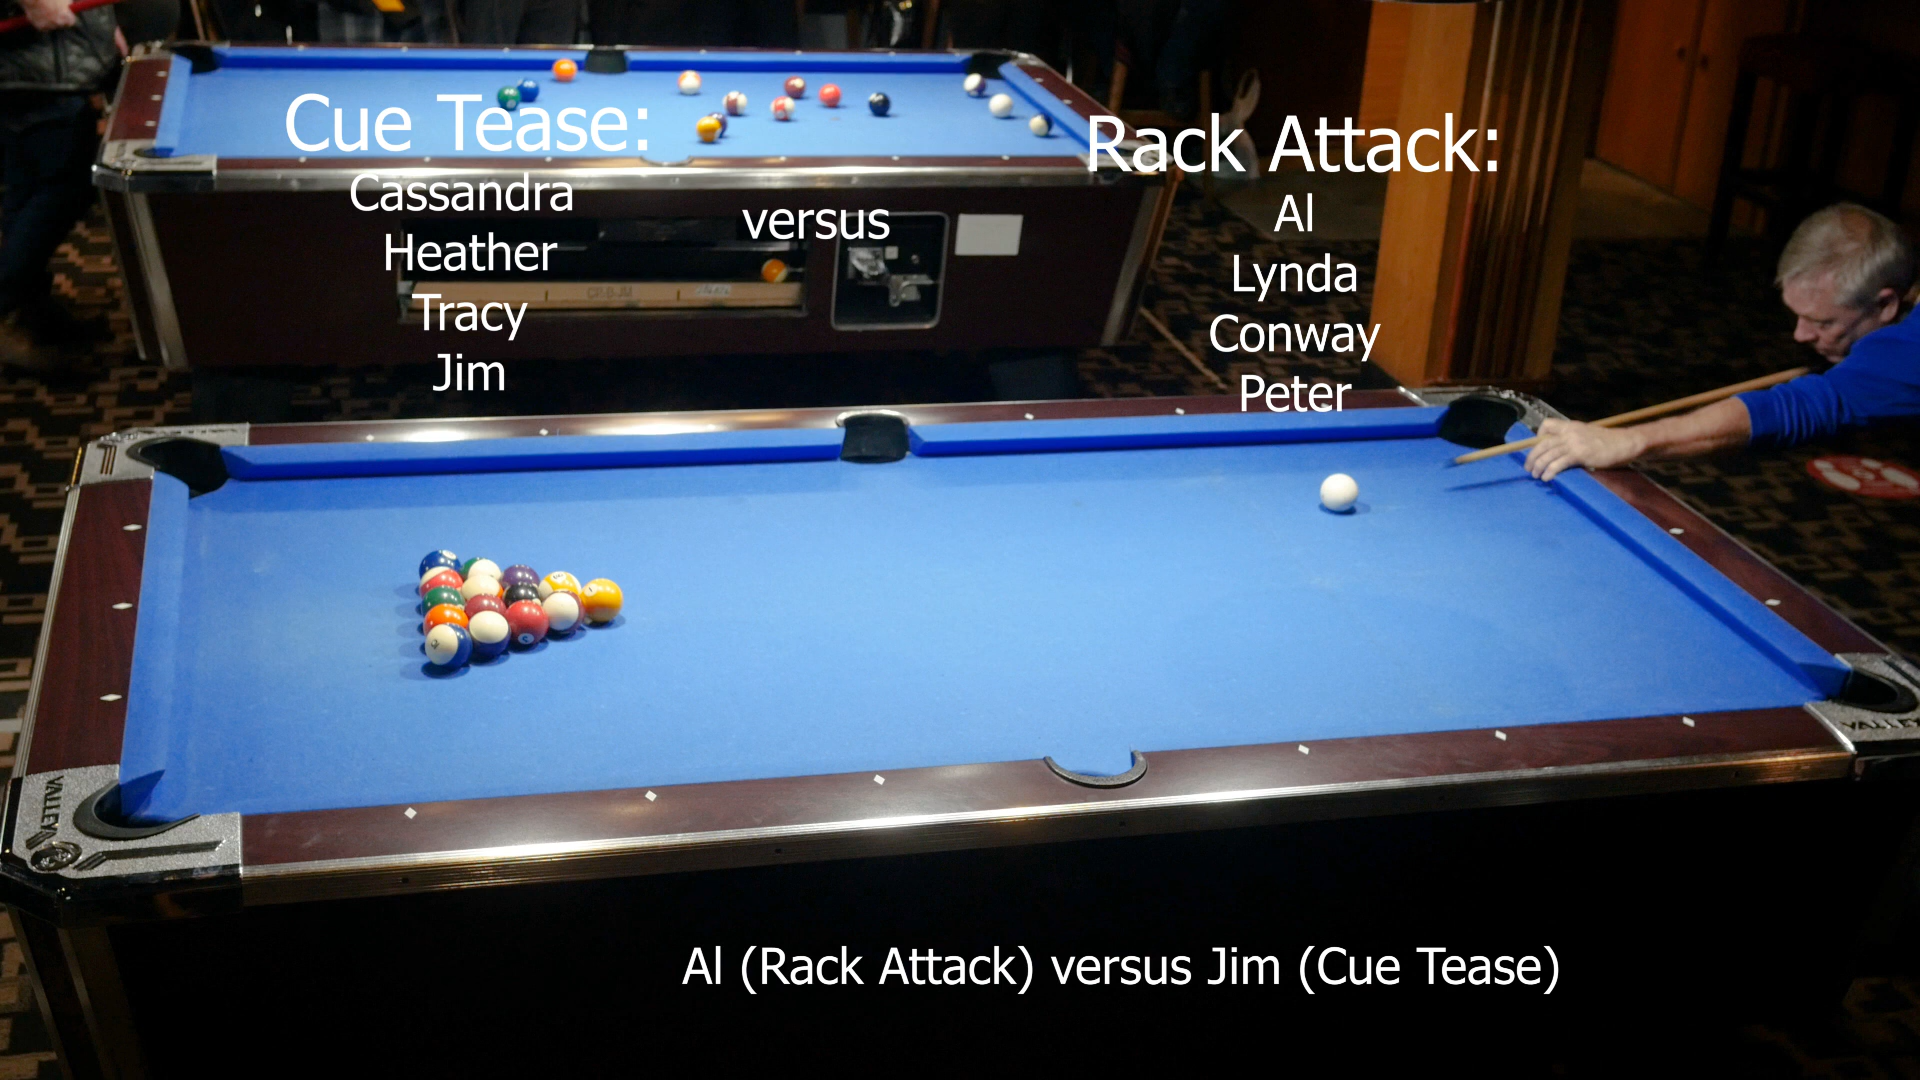 Cue Tease:
Cassandra
Heather
Tracy
Jim
versus
Rack Attack:
Al
Lynda
Conway
Peter
VALLEY
VALLEY
Al (Rack Attack) versus Jim (Cue Tease)